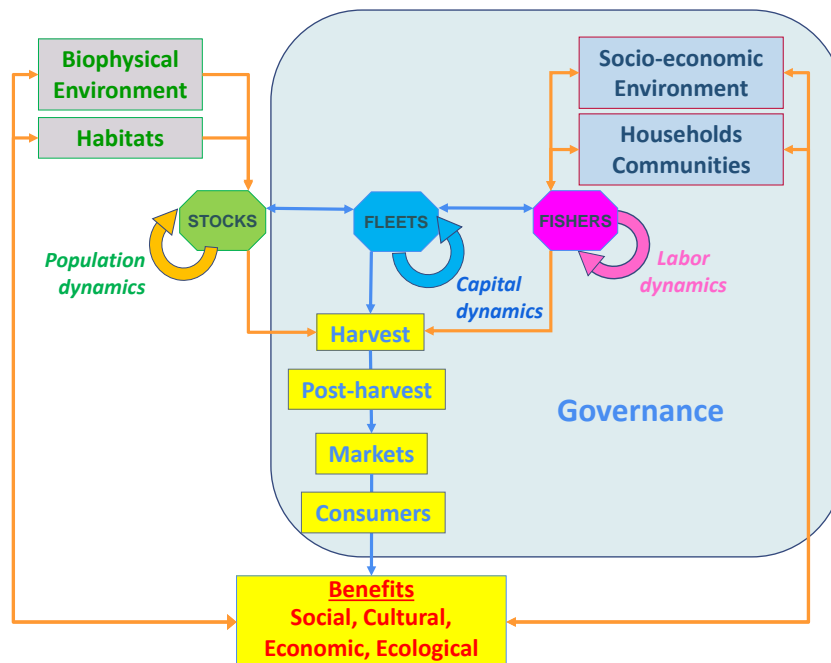 Biophysical
Environment
Habitats
Socio-economic
Environment
Households
Communities
STOCKS
FLEETS
FISHERS
Population
dynamics
Capital
dynamics
Labor
dynamics
Harvest
Post-harvest
Governance
Markets
Consumers
Benefits
Social, Cultural,
Economic, Ecological